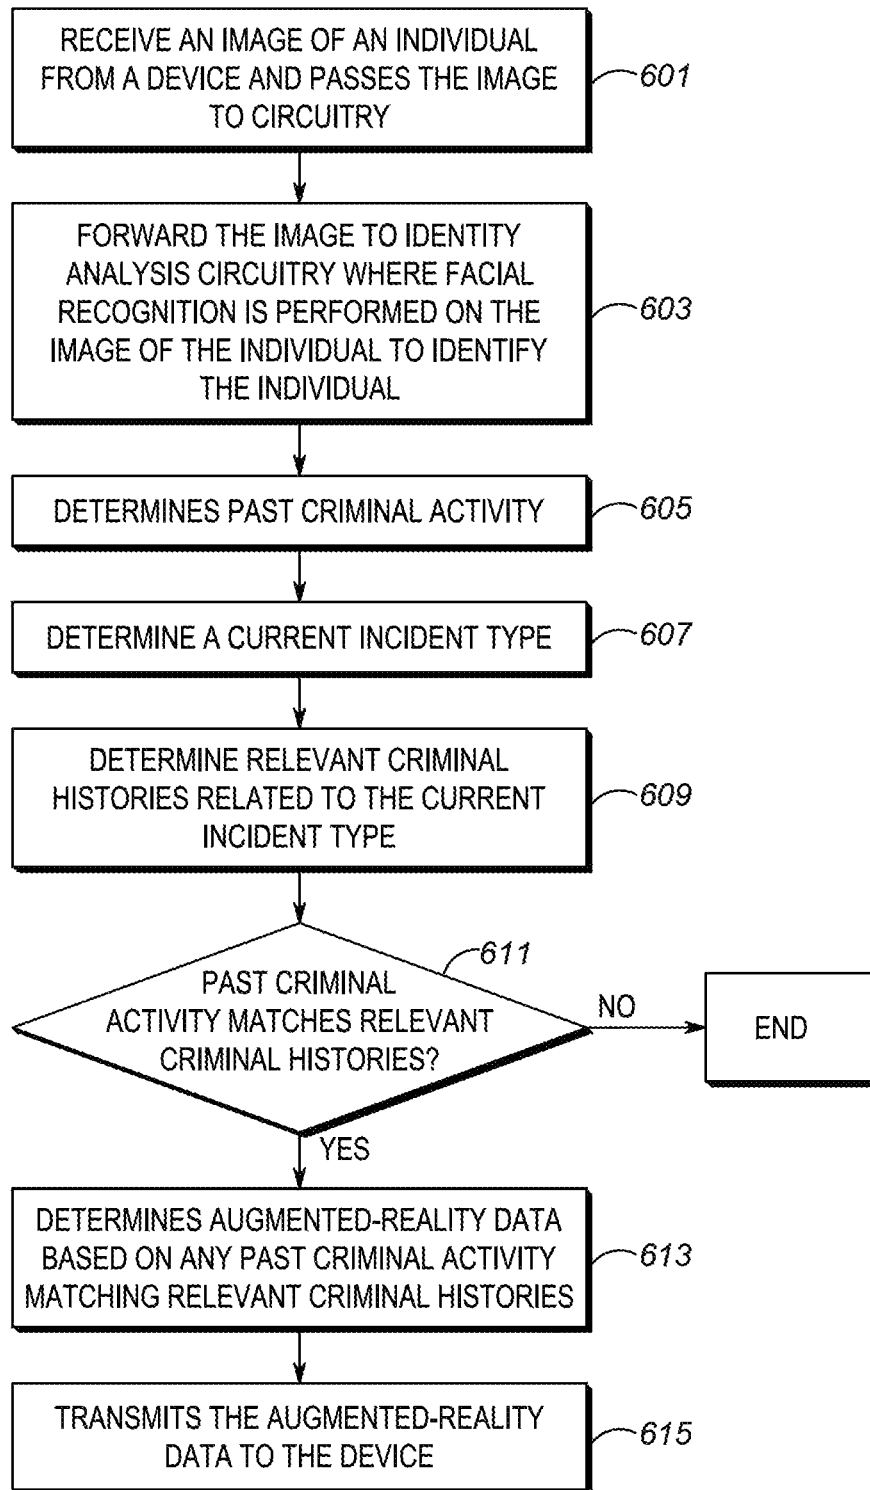 RECEIVE AN IMAGE OF AN INDIVIDUAL
FROM A DEVICE AND PASSES THE IMAGE
TO CIRCUITRY
601
FORWARD THE IMAGE TO IDENTITY
ANALYSIS CIRCUITRY WHERE FACIAL
RECOGNITION IS PERFORMED ON THE
IMAGE OF THE INDIVIDUAL TO IDENTIFY
THE INDIVIDUAL
603
DETERMINES PAST CRIMINAL ACTIVITY
605
DETERMINE A CURRENT INCIDENT TYPE
607
DETERMINE RELEVANT CRIMINAL
HISTORIES RELATED TO THE CURRENT
INCIDENT TYPE
609
611
PAST CRIMINAL
ACTIVITY MATCHES RELEVANT
CRIMINAL HISTORIES?
NO
END
YES
DETERMINES AUGMENTED-REALITY DATA
BASED ON ANY PAST CRIMINAL ACTIVITY
MATCHING RELEVANT CRIMINAL HISTORIES
613
TRANSMITS THE AUGMENTED-REALITY
DATA TO THE DEVICE
615